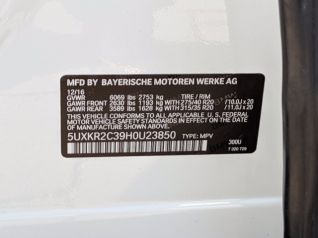 MFD BY BAYERISCHE MOTOREN WERKE AG
12/16
GVWR 6069 lbs 2753 kg TIRE / RIM
GAWR FRONT 2630 lbs 1193 kg WITH 275/40 R20 /10.0J x 20
GAWR REAR 3589 lbs 1628 kg WITH 315/35 R20 /11.0J x 20
THIS VEHICLE CONFORMS TO ALL APPLICABLE U.S. FEDERAL
MOTOR VEHICLE SAFETY STANDARDS IN EFFECT ON
THE DATE OF MANUFACTURE SHOWN ABOVE.
5UXKR2C39H0U23850 TYPE: MPV
300U